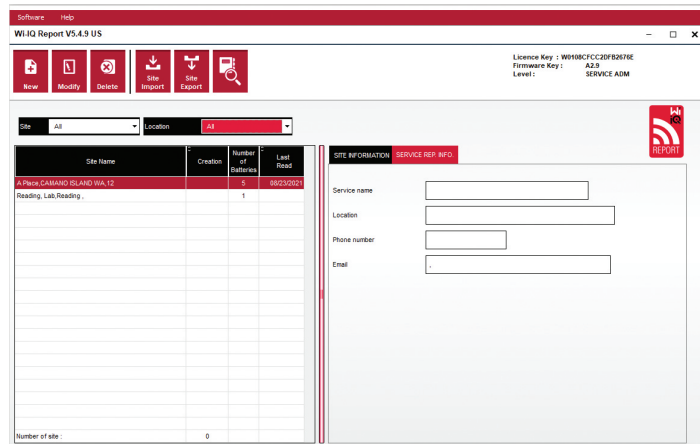 Software Help
Wi-IQ Report V5.4.9 US
New
Modify
Delete
Site Import
Site Export
Licence Key : W0108CFCC2DFB2676E
Firmware Key : A2.9
Level : SERVICE ADM
Site All Location All
Wi iQ
REPORT
Site Name Creation Number of Batteries Last Read
A Place,CAMANO ISLAND WA,12 5 08/23/2021
Reading, Lab,Reading , 1
Number of site : 0
SITE INFORMATION SERVICE REP. INFO.
Service name
Location
Phone number
Email ,